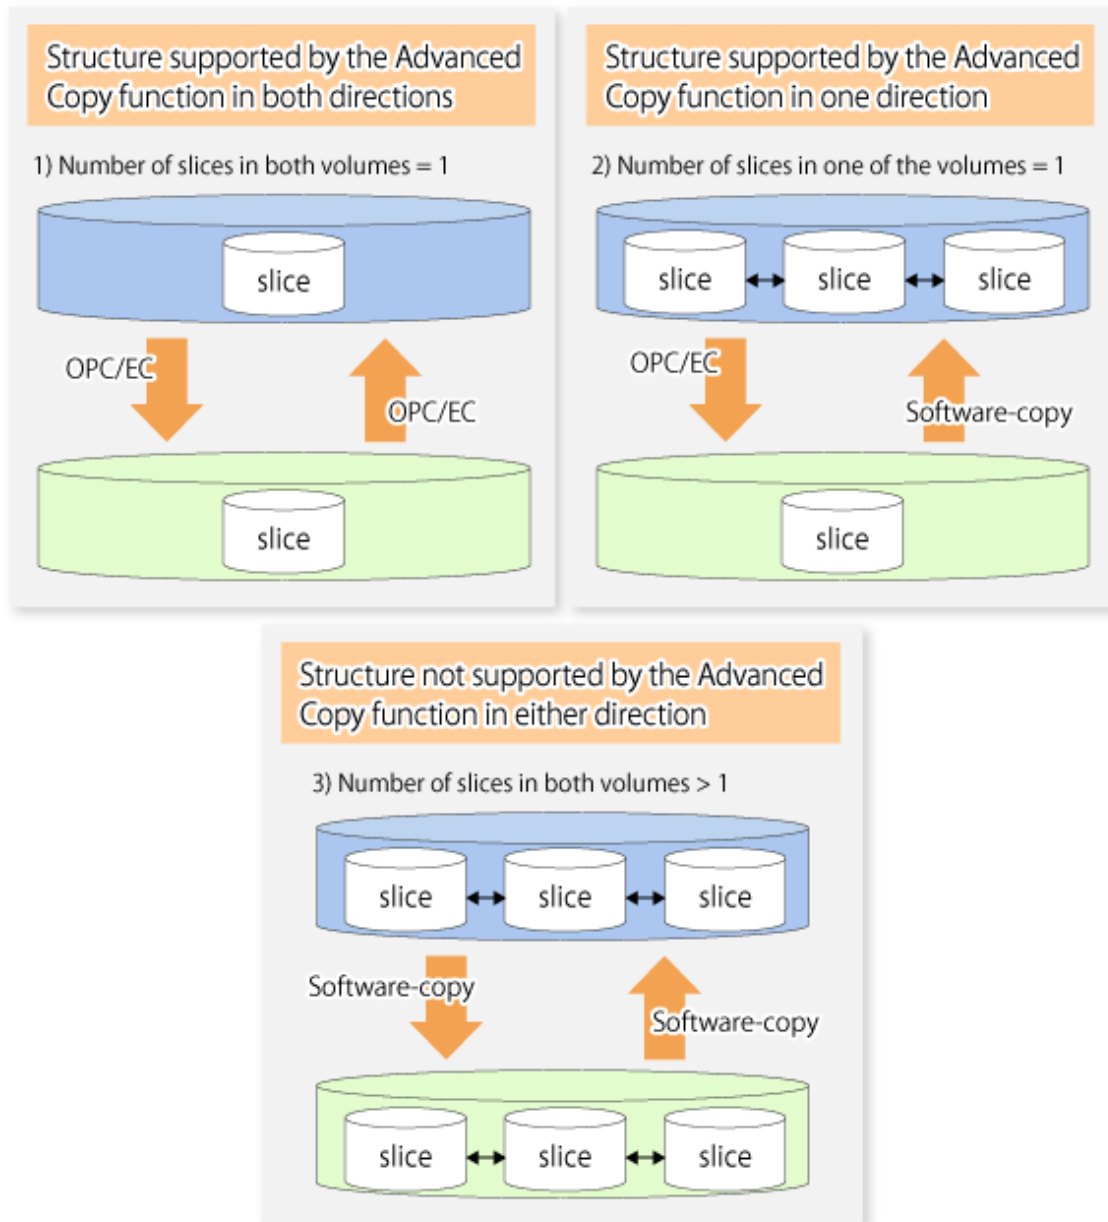 Structure supported by the Advanced
Copy function in both directions
1) Number of slices in both volumes = 1
slice
OPC/EC
OPC/EC
slice
Structure supported by the Advanced
Copy function in one direction
2) Number of slices in one of the volumes = 1
slice slice slice
OPC/EC
Software-copy
slice
Structure not supported by the Advanced
Copy function in either direction
3) Number of slices in both volumes > 1
slice slice slice
Software-copy
Software-copy
slice slice slice